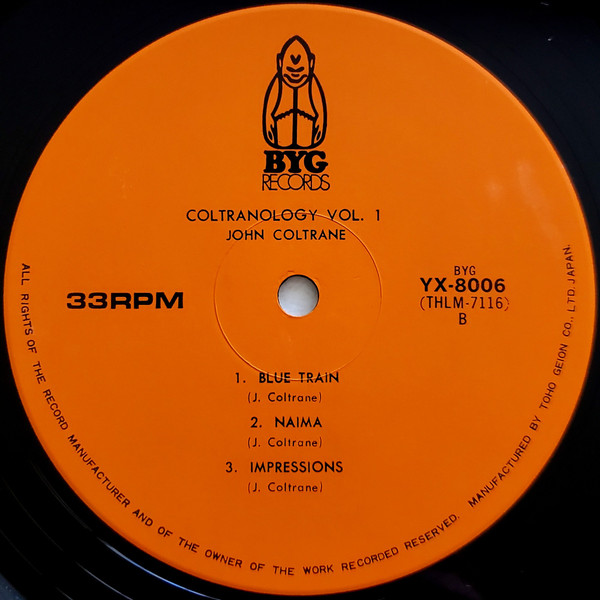 BYG
RECORDS
COLTRANOLOGY VOL. 1
JOHN COLTRANE
33RPM
BYG
YX-8006
(THLM-7116)
B
1. BLUE TRAIN
(J. Coltrane)
2. NAIMA
(J. Coltrane)
3. IMPRESSIONS
(J. Coltrane)
ALL RIGHTS OF THE RECORD MANUFACTURER AND OF THE OWNER OF THE WORK RECORDED RESERVED. MANUFACTURED BY TOHO GEION CO., LTD. JAPAN.